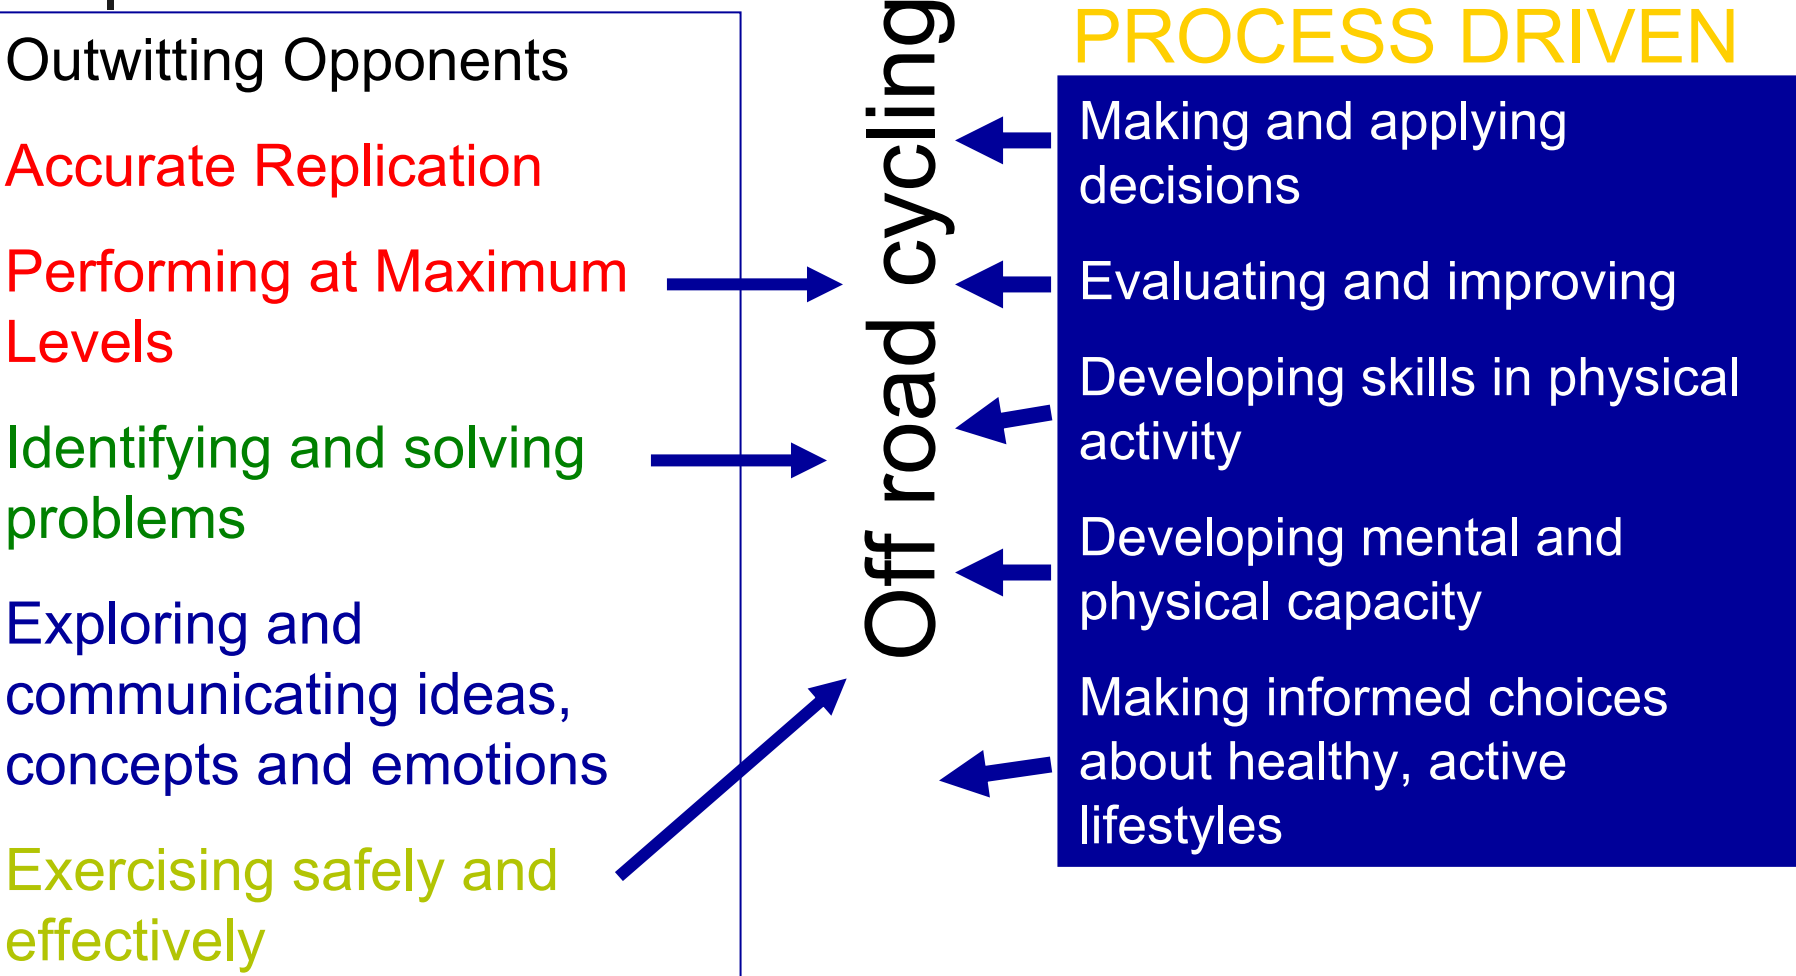 Outwitting Opponents
Accurate Replication
Performing at Maximum
Levels
Identifying and solving
problems
Exploring and
communicating ideas,
concepts and emotions
Exercising safely and
effectively
Off road cycling
PROCESS DRIVEN
Making and applying
decisions
Evaluating and improving
Developing skills in physical
activity
Developing mental and
physical capacity
Making informed choices
about healthy, active
lifestyles